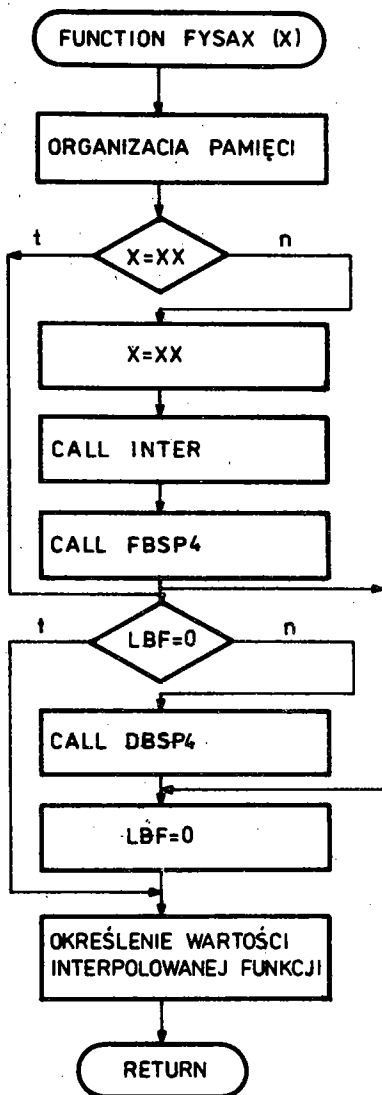 FUNCTION FYSAX (X)
ORGANIZACIA PAMIĘCI
t
X=XX
n
X=XX
CALL INTER
CALL FBSP4
t
LBF=0
n
CALL DBSP4
LBF=0
OKREŚLENIE WARTOŚCI
INTERPOLOWANEJ FUNKCJI
RETURN